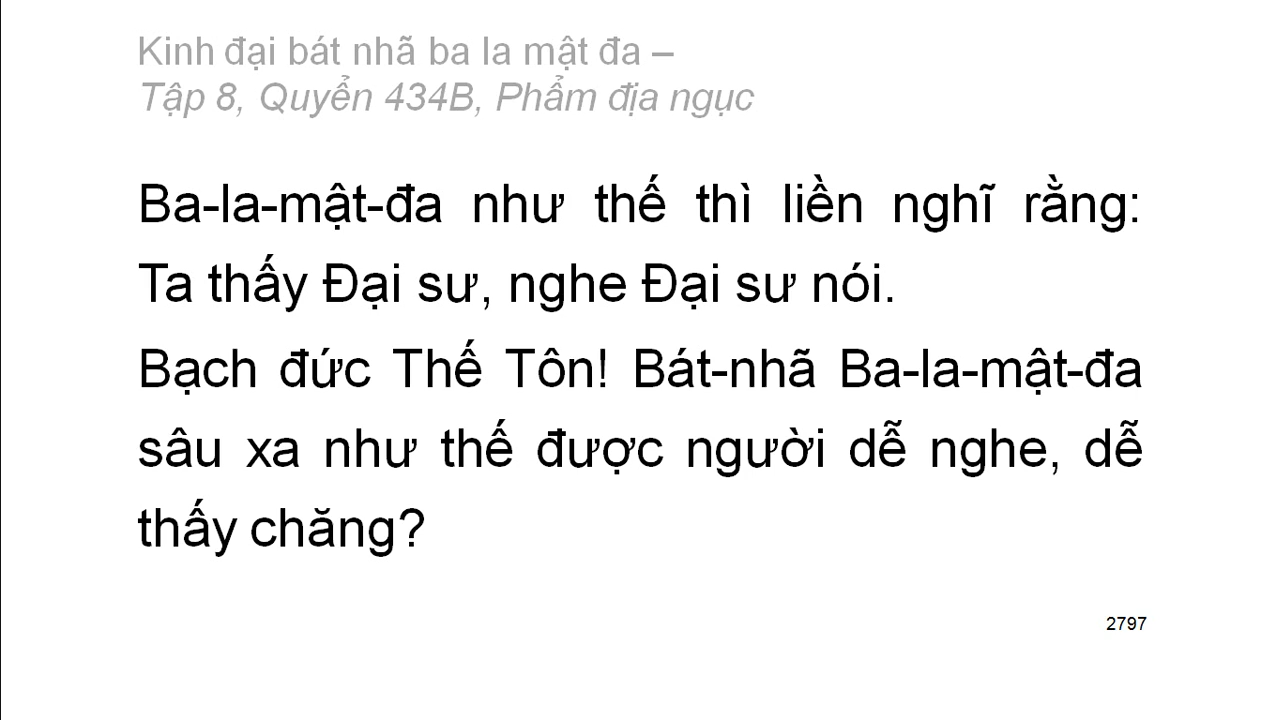 Kinh đại bát nhã ba la mật đa –
Tập 8, Quyển 434B, Phẩm địa ngục
Ba-la-mật-đa như thế thì liền nghĩ rằng:
Ta thấy Đại sư, nghe Đại sư nói.
Bạch đức Thế Tôn! Bát-nhã Ba-la-mật-đa
sâu xa như thế được người dễ nghe, dễ
thấy chăng?
2797